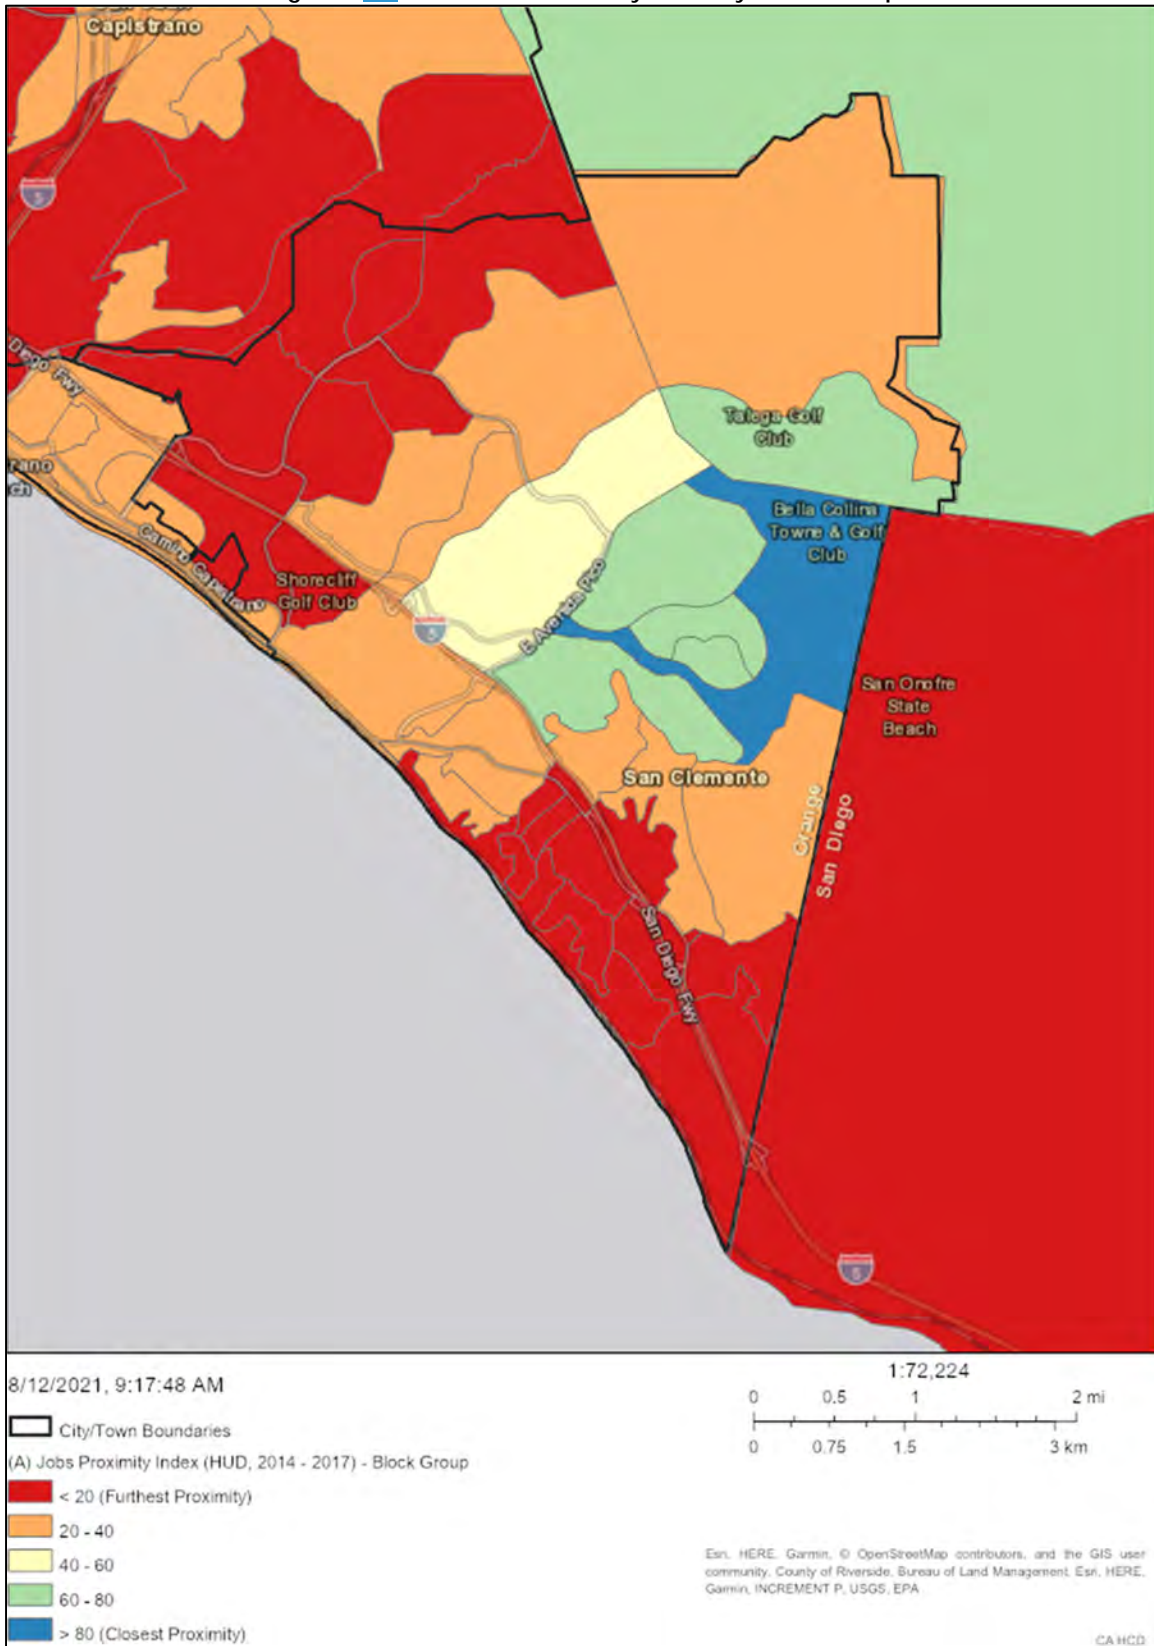 Capistrano
5
Diego Fwy
Talega Golf
Club
Bella Collina
Towne & Golf
Club
Camino Capistrano
Shorecliff
Golf Club
E Avenida Pico
5
San Onofre
State
Beach
San Clemente
Orange
San Diego
San Diego Fwy
5
8/12/2021, 9:17:48 AM
1:72,224
0 0.5 1 2 mi
0 0.75 1.5 3 km
City/Town Boundaries
(A) Jobs Proximity Index (HUD, 2014 - 2017) - Block Group
< 20 (Furthest Proximity)
20 - 40
40 - 60
60 - 80
> 80 (Closest Proximity)
Esri, HERE, Garmin, © OpenStreetMap contributors, and the GIS user
community, County of Riverside, Bureau of Land Management, Esri, HERE,
Garmin, INCREMENT P, USGS, EPA
CA HCD